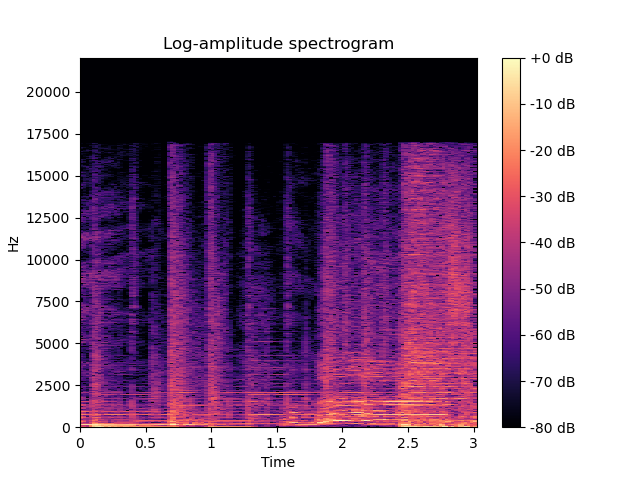 Log-amplitude spectrogram
Hz
20000
17500
15000
12500
10000
7500
5000
2500
0
0 0.5 1 1.5 2 2.5 3
Time
+0 dB
-10 dB
-20 dB
-30 dB
-40 dB
-50 dB
-60 dB
-70 dB
-80 dB